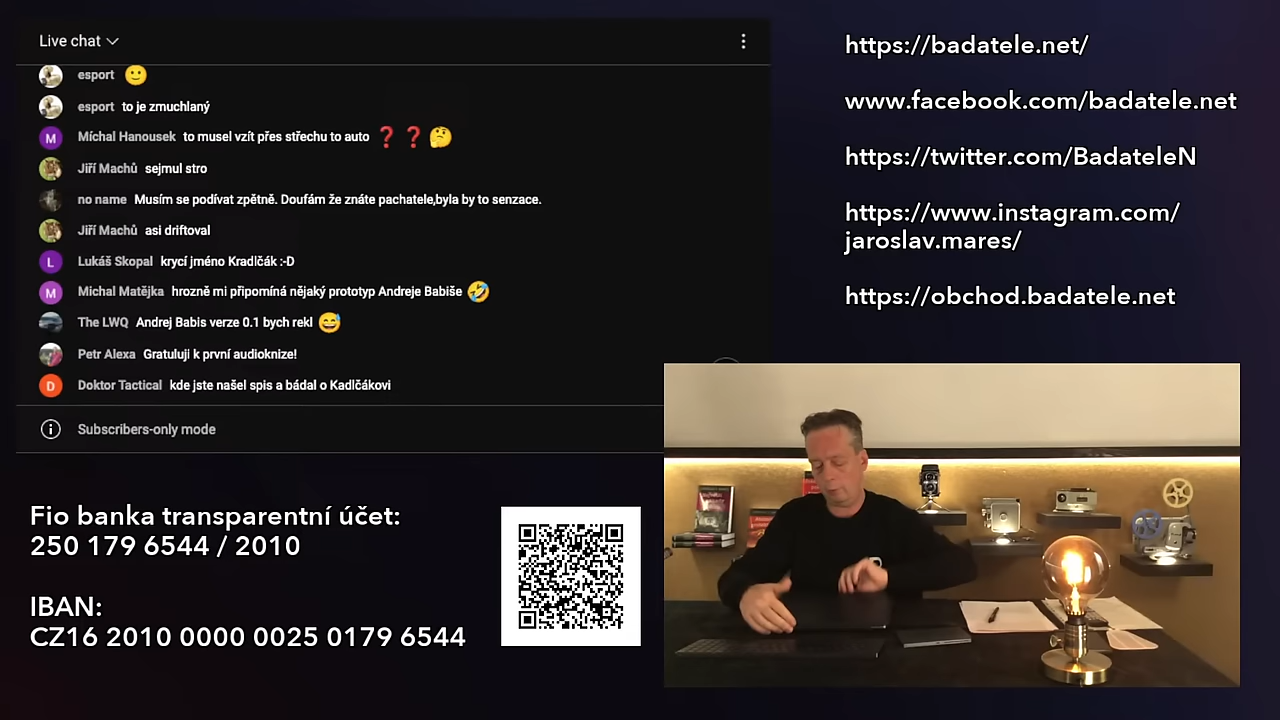 Live chat
esport
esport to je zmuchlaný
Míchal Hanousek to musel vzít přes střechu to auto
Jiří Machů sejmul stro
no name Musím se podívat zpětně. Doufám že znáte pachatele,byla by to senzace.
Jiří Machů asi driftoval
Lukáš Skopal krycí jméno Kradlčák :-D
Michal Matějka hrozně mi připomíná nějaký prototyp Andreje Babiše
The LWQ Andrej Babis verze 0.1 bych rekl
Petr Alexa Gratuluji k první audioknize!
Doktor Tactical kde jste našel spis a bádal o Kadlčákovi
Subscribers-only mode
https://badatele.net/
www.facebook.com/badatele.net
https://twitter.com/BadateleN
https://www.instagram.com/
jaroslav.mares/
https://obchod.badatele.net
Fio banka transparentní účet:
250 179 6544 / 2010
IBAN:
CZ16 2010 0000 0025 0179 6544